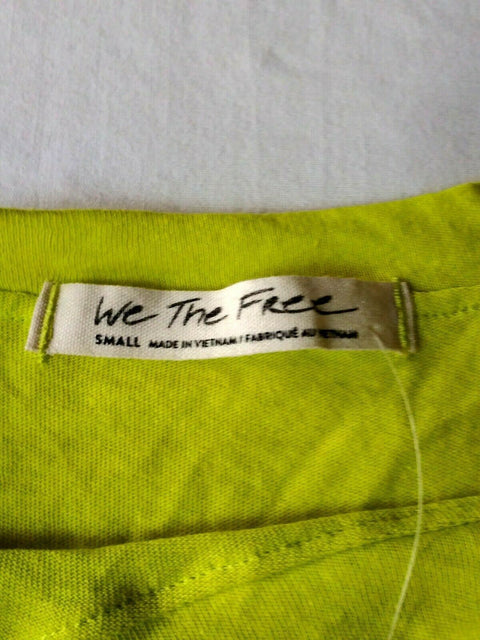 We The Free
SMALL MADE IN VIETNAM / FABRIQUÉ AU VIETNAM